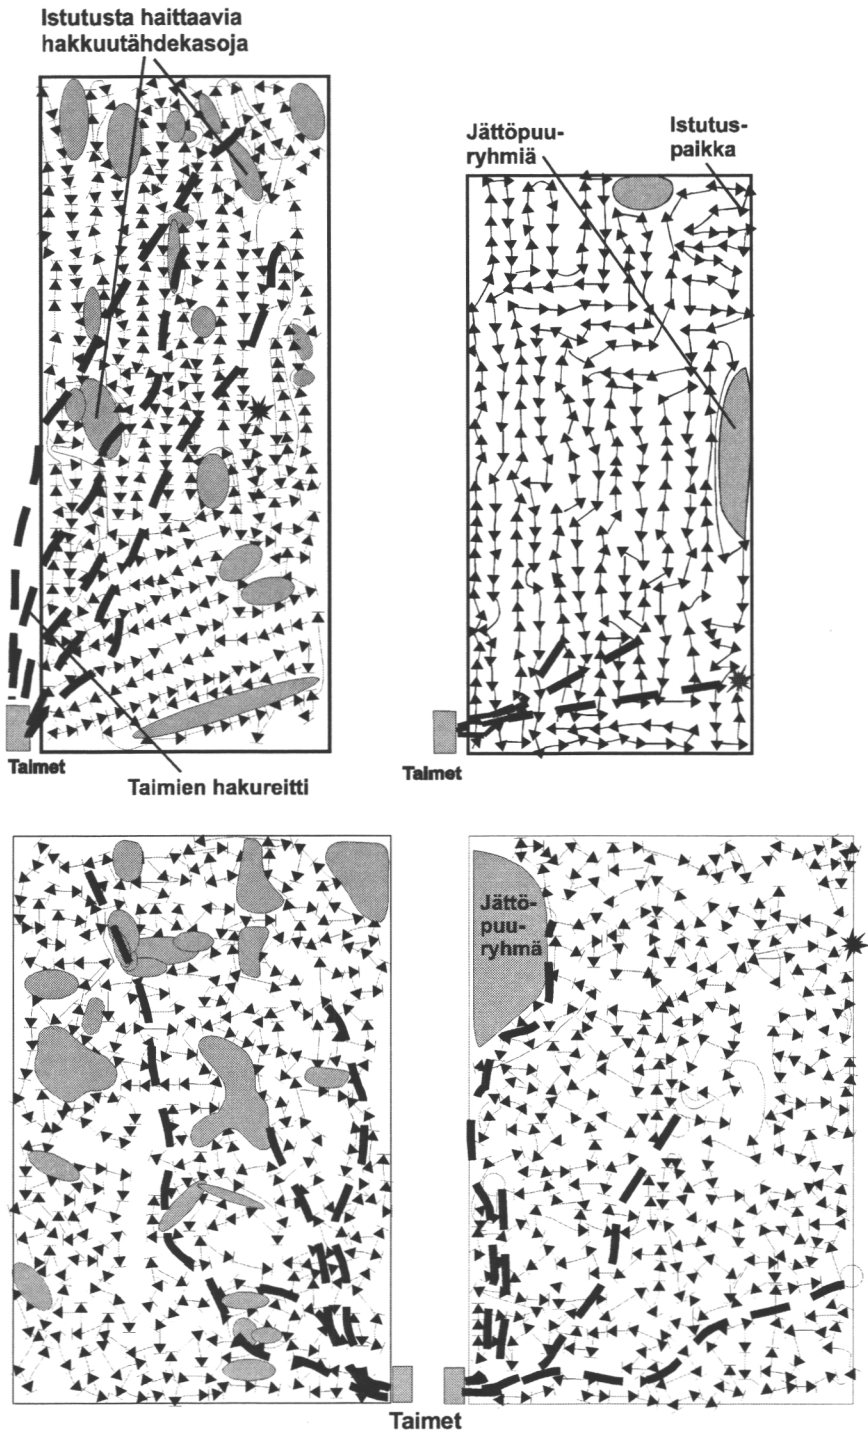 Istutusta haittaavia
hakkuutähdekasoja
Jättöpuu-
ryhmiä
Istutus-
paikka
Taimet
Taimien hakureitti
Taimet
Jättö-
puu-
ryhmä
Taimet